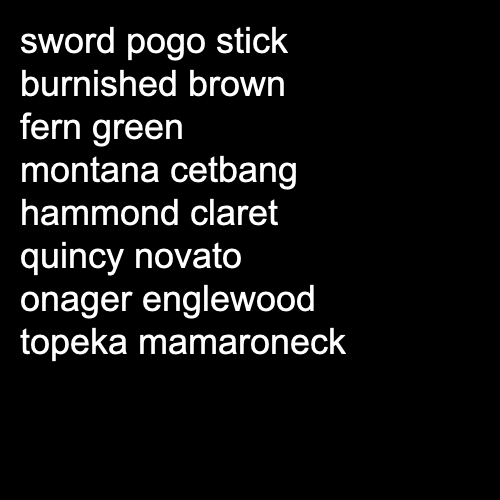 sword pogo stick
burnished brown
fern green
montana cetbang
hammond claret
quincy novato
onager englewood
topeka mamaroneck